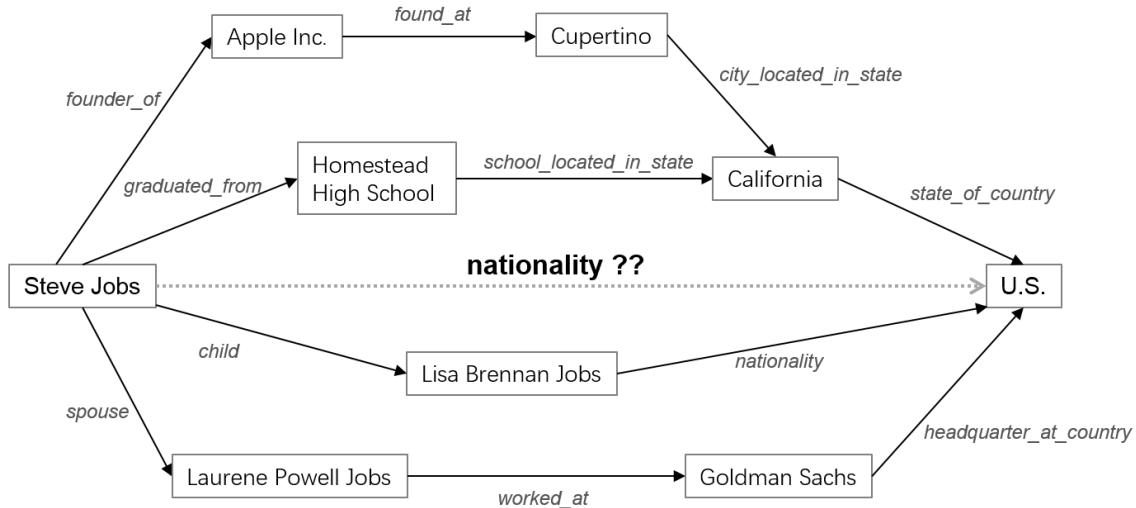 found_at
Apple Inc.
Cupertino
city_located_in_state
founder_of
Homestead
High School
school_located_in_state
California
graduated_from
state_of_country
nationality ??
Steve Jobs
U.S.
child
Lisa Brennan Jobs
nationality
spouse
headquarter_at_country
Laurene Powell Jobs
worked_at
Goldman Sachs